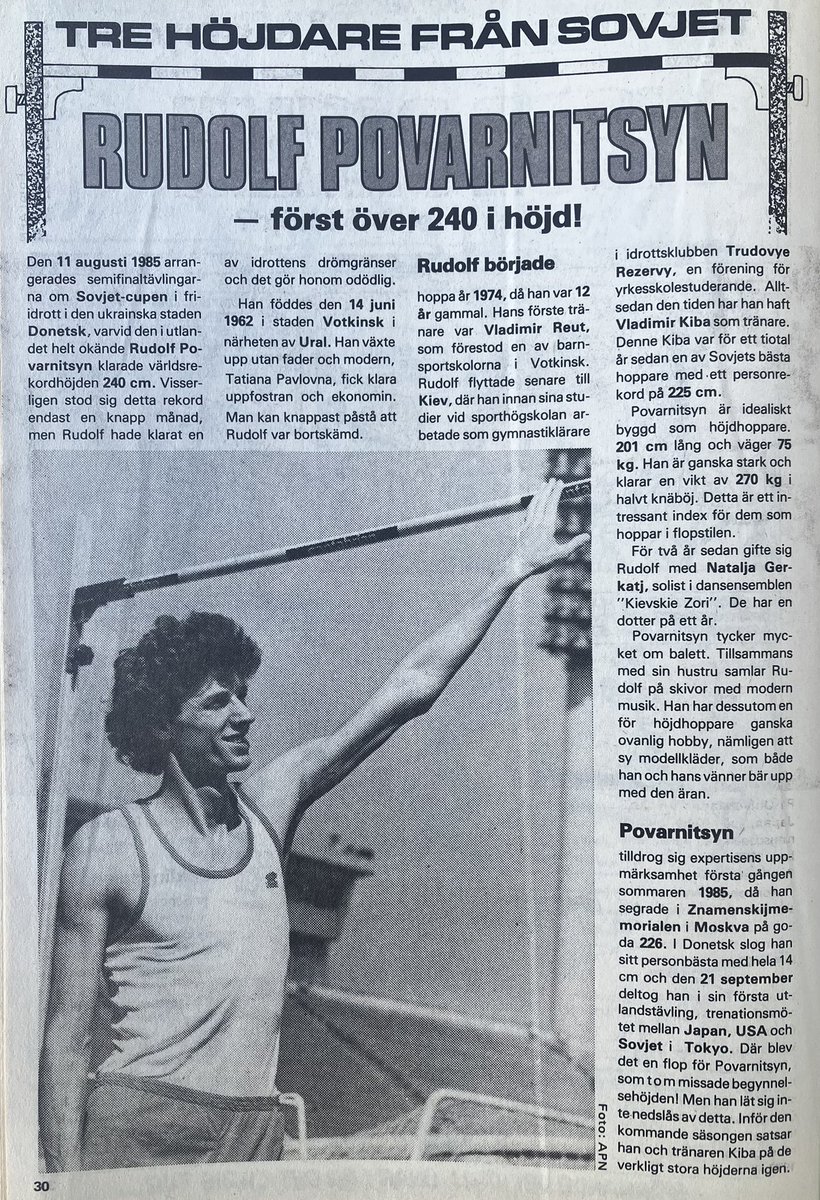 TRE HÖJDARE FRÅN SOVJET
RUDOLF POVARNITSYN
– först över 240 i höjd!
Den 11 augusti 1985 arran-
gerades semifinaltävlingar-
na om Sovjet-cupen i fri-
idrott i den ukrainska staden
Donetsk, varvid den i utlan-
det helt okände Rudolf Po-
varnitsyn klarade världsre-
kordhöjden 240 cm. Visser-
ligen stod sig detta rekord
endast en knapp månad,
men Rudolf hade klarat en
av idrottens drömgränser
och det gör honom odödlig.
Han föddes den 14 juni
1962 i staden Votkinsk i
närheten av Ural. Han växte
upp utan fader och modern,
Tatiana Pavlovna, fick klara
uppfostran och ekonomin.
Man kan knappast påstå att
Rudolf var bortskämd.
Rudolf började
hoppa år 1974, då han var 12
år gammal. Hans förste trä-
nare var Vladimir Reut,
som förestod en av barn-
sportskolorna i Votkinsk.
Rudolf flyttade senare till
Kiev, där han innan sina stu-
dier vid sporthögskolan ar-
betade som gymnastiklärare
i idrottsklubben Trudovye
Rezervy, en förening för
yrkesskolestuderande. Allt-
sedan den tiden har han haft
Vladimir Kiba som tränare.
Denne Kiba var för ett tiotal
år sedan en av Sovjets bästa
hoppare med ett personre-
kord på 225 cm.
Povarnitsyn är idealiskt
byggd som höjdhoppare.
201 cm lång och väger 75
kg. Han är ganska stark och
klarar en vikt av 270 kg i
halvt knäböj. Detta är ett in-
tressant index för dem som
hoppar i flopstilen.
För två år sedan gifte sig
Rudolf med Natalja Ger-
katj, solist i dansensemblen
"Kievskie Zori". De har en
dotter på ett år.
Povarnitsyn tycker myc-
ket om balett. Tillsammans
med sin hustru samlar Ru-
dolf på skivor med modern
musik. Han har dessutom en
för höjdhoppare ganska
ovanlig hobby, nämligen att
sy modellkläder, som både
han och hans vänner bär upp
med den äran.
Povarnitsyn
tilldrog sig expertisens upp-
märksamhet första gången
sommaren 1985, då han
segrade i Znamenskijme-
morialen i Moskva på go-
da 226. I Donetsk slog han
sitt personbästa med hela 14
cm och den 21 september
deltog han i sin första ut-
landstävling, trenationsmö-
tet mellan Japan, USA och
Sovjet i Tokyo. Där blev
det en flop för Povarnitsyn,
som tom missade begynnel-
sehöjden! Men han lät sig in-
te nedslås av detta. Inför den
kommande säsongen satsar
han och tränaren Kiba på de
verkligt stora höjderna igen.
Foto: APN
30